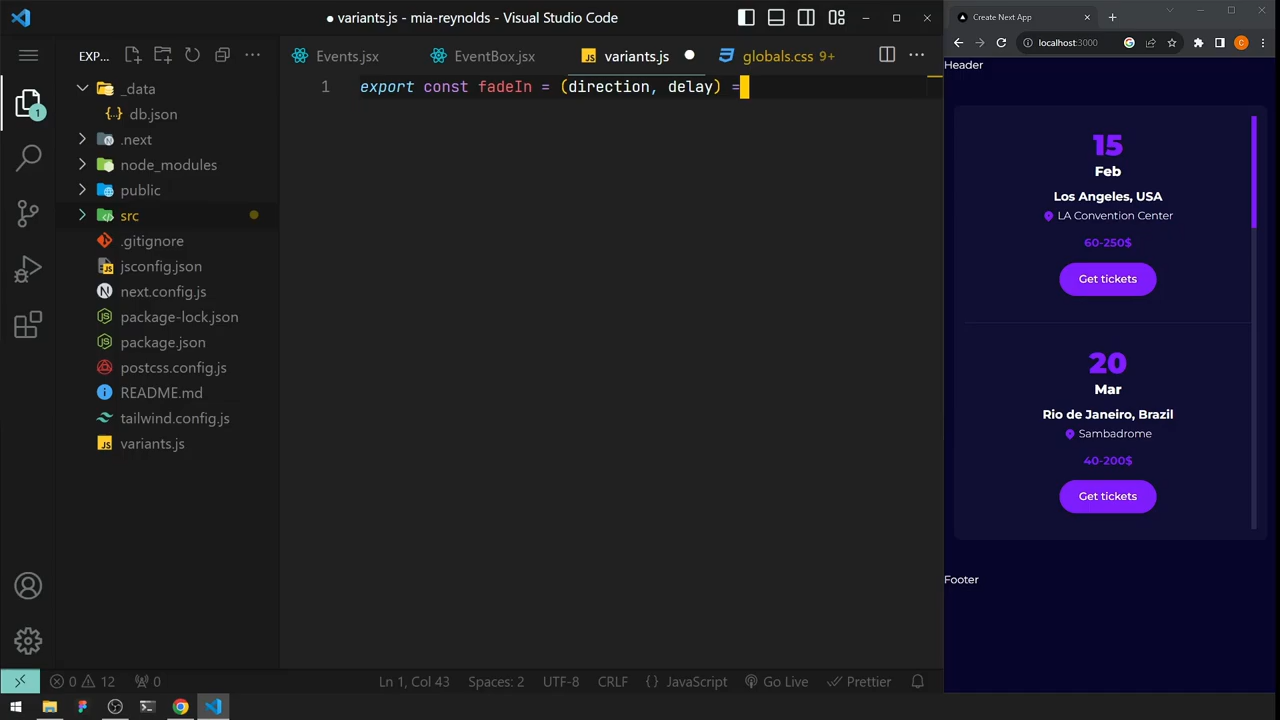 ● variants.js - mia-reynolds - Visual Studio Code
EXP...
Events.jsx
EventBox.jsx
variants.js
globals.css 9+
1
export const fadeIn = (direction, delay) =
1
_data
db.json
.next
node_modules
public
src
.gitignore
jsconfig.json
next.config.js
package-lock.json
package.json
postcss.config.js
README.md
tailwind.config.js
variants.js
0 12 0
Ln 1, Col 43
Spaces: 2
UTF-8
CRLF
{ } JavaScript
Go Live
Prettier
Create Next App
localhost:3000
Header
15
Feb
Los Angeles, USA
LA Convention Center
60-250$
Get tickets
20
Mar
Rio de Janeiro, Brazil
Sambadrome
40-200$
Get tickets
Footer